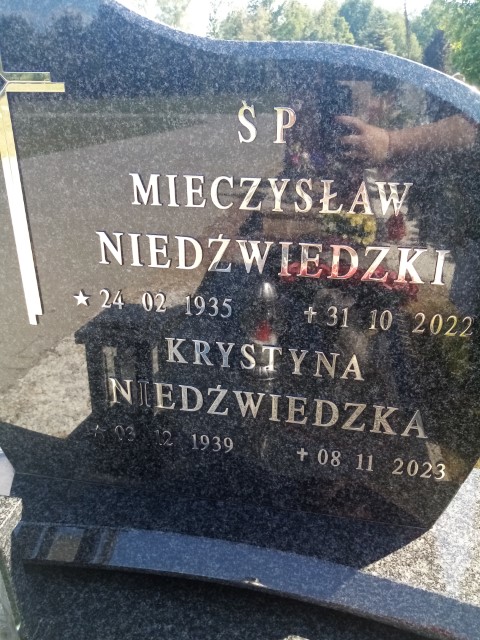 ŚP
MIECZYSŁAW
NIEDŹWIEDZKI
★ 24 02 1935 ✝ 31 10 2022
KRYSTYNA
NIEDŹWIEDZKA
★ 03 12 1939 ✝ 08 11 2023